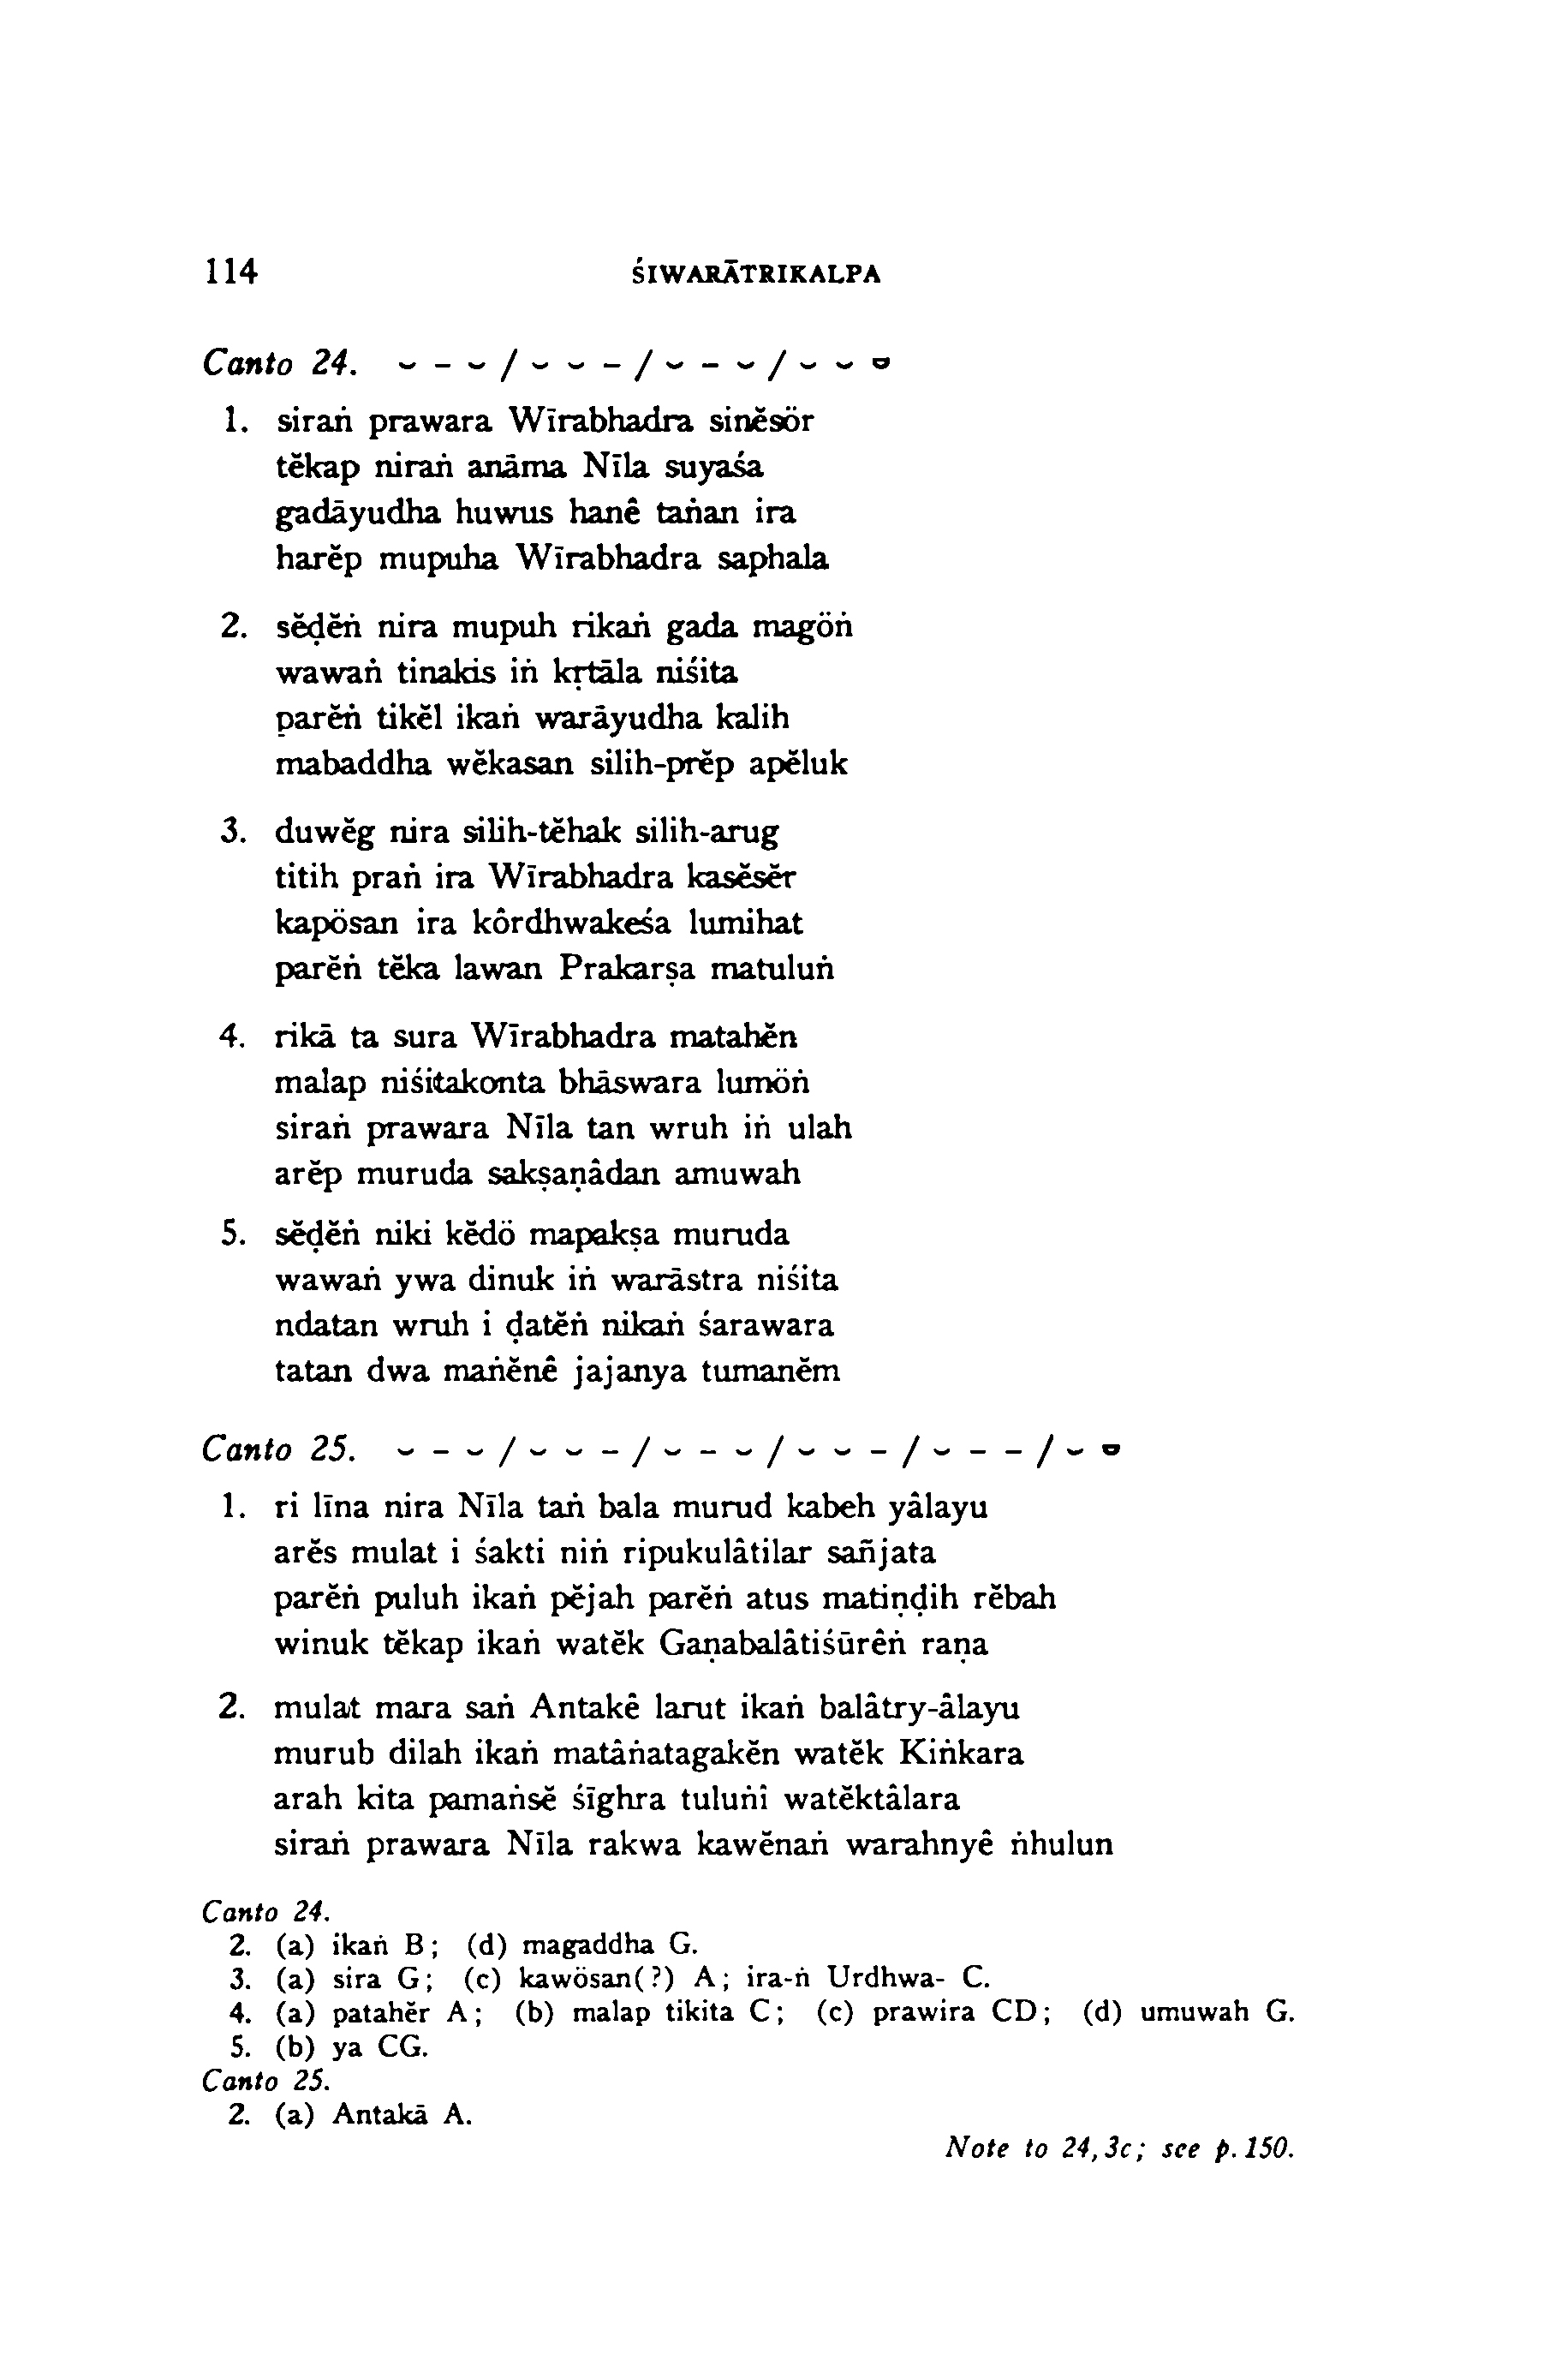 114 ŚIWARĀTRIKALPA
Canto 24. ⏑ – ⏑ / ⏑ ⏑ – / ⏑ – ⏑ / ⏑ ⏑ ⏓
1. siraṅ prawara Wīrabhadra sinĕsör
tĕkap niraṅ anāma Nīla suyaśa
gadāyudha huwus hanê taṅan ira
harĕp mupuha Wīrabhadra saphala
2. sĕḍĕṅ nira mupuh rikaṅ gada magöṅ
wawaṅ tinakis iṅ kṛtāla niśita
parĕṅ tikĕl ikaṅ warāyudha kalih
mabaddha wĕkasan silih-prĕp apĕluk
3. duwĕg nira silih-tĕhak silih-arug
titih praṅ ira Wīrabhadra kasĕsĕr
kapösan ira kôrdhwakeśa lumihat
parĕṅ tĕka lawan Prakarṣa matuluṅ
4. rikā ta sura Wīrabhadra matahĕn
malap niśitakonta bhāswara lumöṅ
siraṅ prawara Nīla tan wruh iṅ ulah
arĕp muruda sakṣaṇâdan amuwah
5. sĕḍĕṅ niki kĕdö mapakṣa muruda
wawaṅ ywa dinuk iṅ warāstra niśita
ndatan wruh i ḍatĕṅ nikaṅ śarawara
tatan dwa maṅĕnê jajanya tumanĕm
Canto 25. ⏑ – ⏑ / ⏑ ⏑ – / ⏑ – ⏑ / ⏑ ⏑ – / ⏑ – – / ⏑ ⏓
1. ri līna nira Nīla taṅ bala murud kabeh yâlayu
arĕs mulat i śakti niṅ ripukulâtilar sañjata
parĕṅ puluh ikaṅ pĕjah parĕṅ atus matiṇḍih rĕbah
winuk tĕkap ikaṅ watĕk Gaṇabalâtiśūrêṅ raṇa
2. mulat mara saṅ Antakê larut ikaṅ balâtry-âlayu
murub dilah ikaṅ matâṅatagakĕn watĕk Kiṅkara
arah kita pamaṅsĕ śīghra tuluṅî watĕktâlara
siraṅ prawara Nīla rakwa kawĕnaṅ warahnyê ṅhulun
Canto 24.
2. (a) ikaṅ B; (d) magaddha G.
3. (a) sira G; (c) kawösan(?) A; ira-ṅ Urdhwa- C.
4. (a) patahĕr A; (b) malap tikita C; (c) prawira CD; (d) umuwah G.
5. (b) ya CG.
Canto 25.
2. (a) Antakā A.
Note to 24,3c; see p. 150.